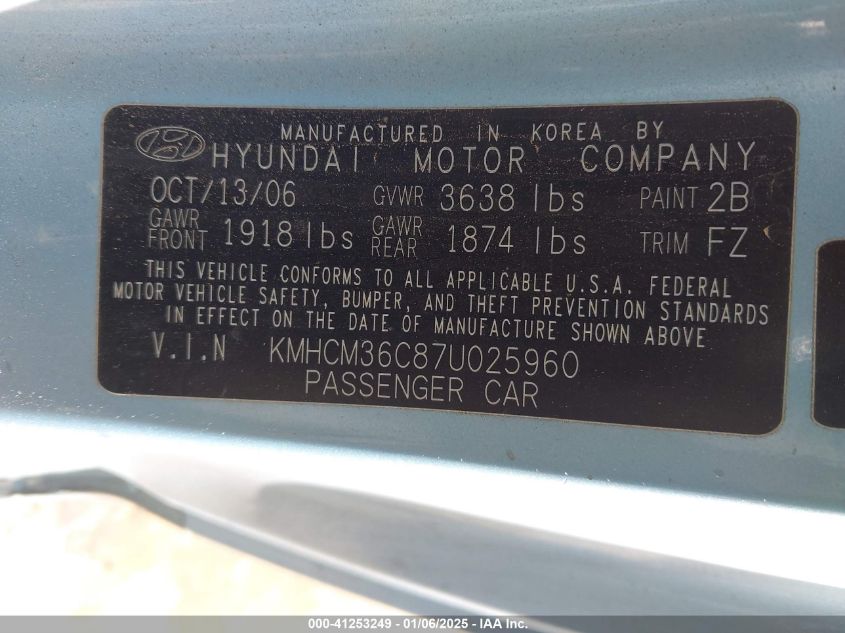 MANUFACTURED IN KOREA BY
HYUNDAI MOTOR COMPANY
OCT/13/06 GVWR 3638 lbs PAINT 2B
GAWR FRONT 1918 lbs GAWR REAR 1874 lbs TRIM FZ
THIS VEHICLE CONFORMS TO ALL APPLICABLE U.S.A. FEDERAL
MOTOR VEHICLE SAFETY, BUMPER, AND THEFT PREVENTION STANDARDS
IN EFFECT ON THE DATE OF MANUFACTURE SHOWN ABOVE
V.I.N KMHCM36C87U025960
PASSENGER CAR
000-41253249 - 01/06/2025 - IAA Inc.